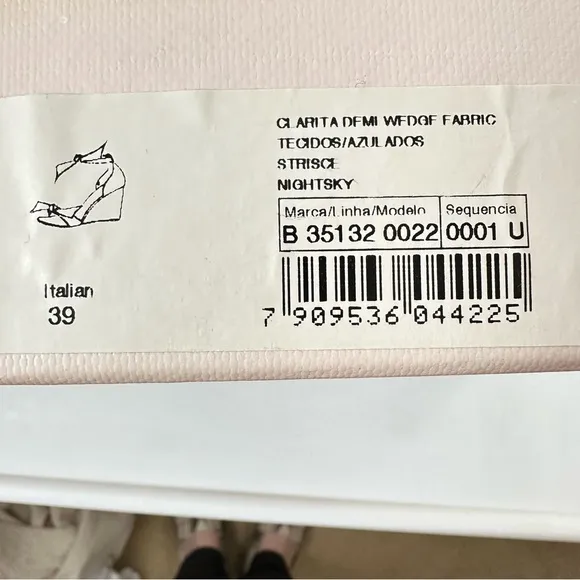 CLARITA DEMI WEDGE FABRIC
TECIDOS/AZULADOS
STRISCE
NIGHTSKY
Marca/Linha/Modelo Sequencia
B 35132 0022 0001 U
Italian
39
7 909536 044225